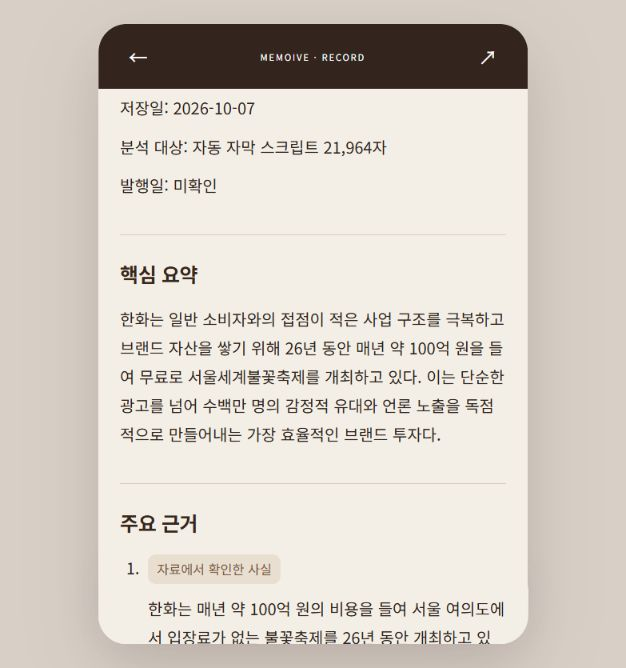 ← MEMOIVE · RECORD ↗
저장일: 2026-10-07
분석 대상: 자동 자막 스크립트 21,964자
발행일: 미확인
핵심 요약
한화는 일반 소비자와의 접점이 적은 사업 구조를 극복하고
브랜드 자산을 쌓기 위해 26년 동안 매년 약 100억 원을 들
여 무료로 서울세계불꽃축제를 개최하고 있다. 이는 단순한
광고를 넘어 수백만 명의 감정적 유대와 언론 노출을 독점
적으로 만들어내는 가장 효율적인 브랜드 투자다.
주요 근거
1. 자료에서 확인한 사실
한화는 매년 약 100억 원의 비용을 들여 서울 여의도에
서 입장료가 없는 불꽃축제를 26년 동안 개최하고 있